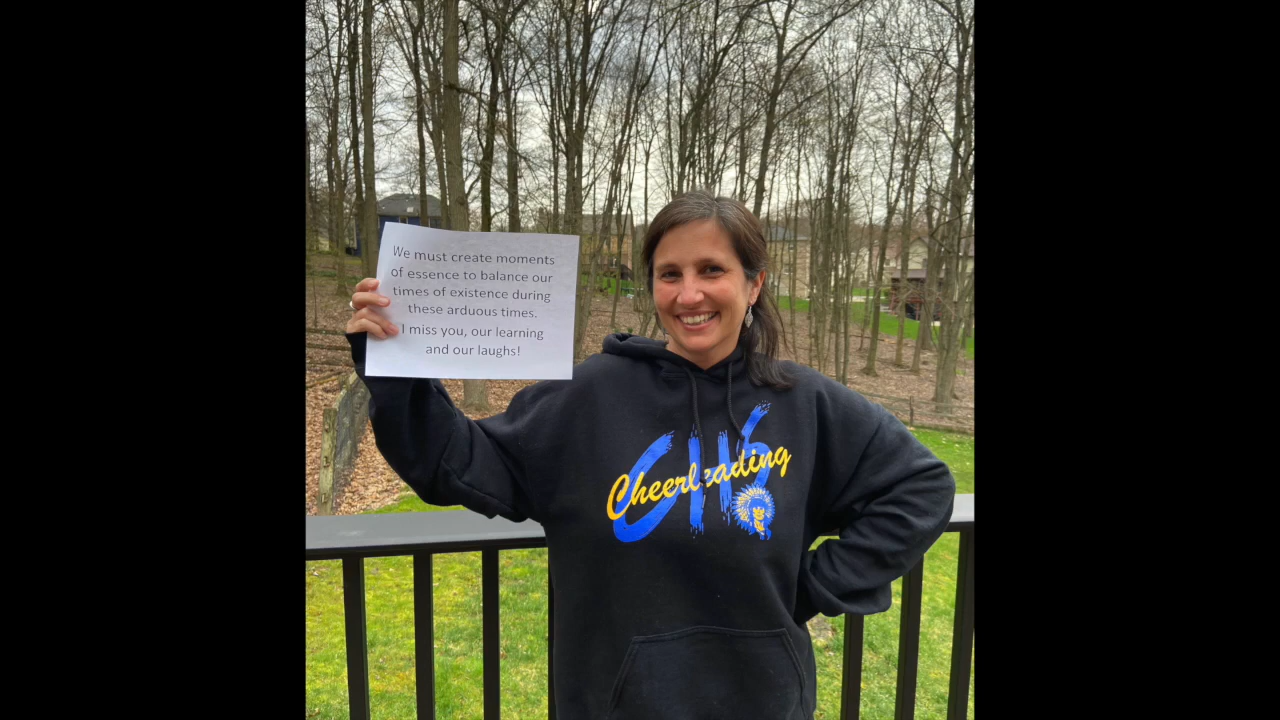 We must create moments
of essence to balance our
times of existence during
these arduous times.
I miss you, our learning
and our laughs!
CHS
Cheerleading